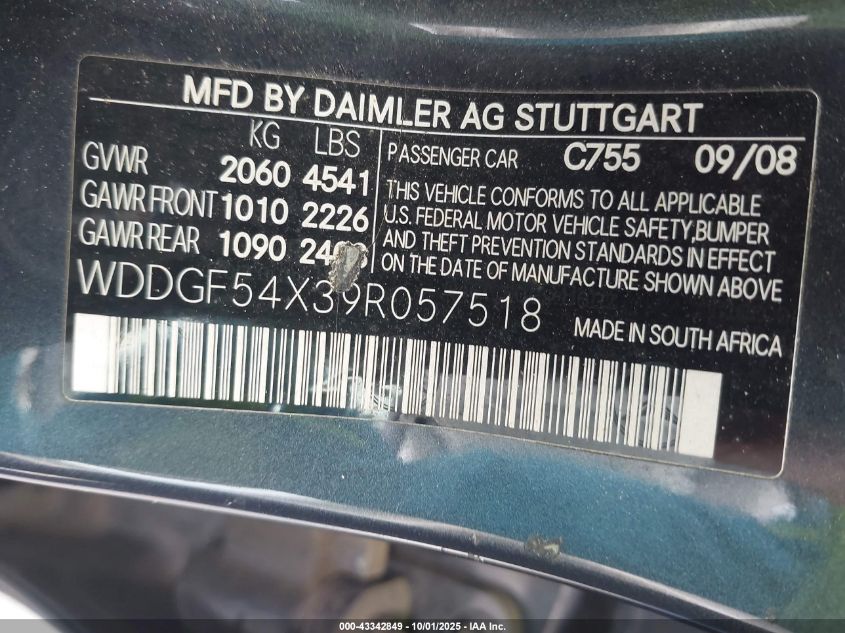 MFD BY DAIMLER AG STUTTGART
KG LBS
GVWR 2060 4541
GAWR FRONT 1010 2226
GAWR REAR 1090
PASSENGER CAR C755 09/08
THIS VEHICLE CONFORMS TO ALL APPLICABLE
U.S. FEDERAL MOTOR VEHICLE SAFETY,BUMPER
AND THEFT PREVENTION STANDARDS IN EFFECT
ON THE DATE OF MANUFACTURE SHOWN ABOVE
WDDGF54X39R057518
MADE IN SOUTH AFRICA
000-43342849 - 10/01/2025 - IAA Inc.